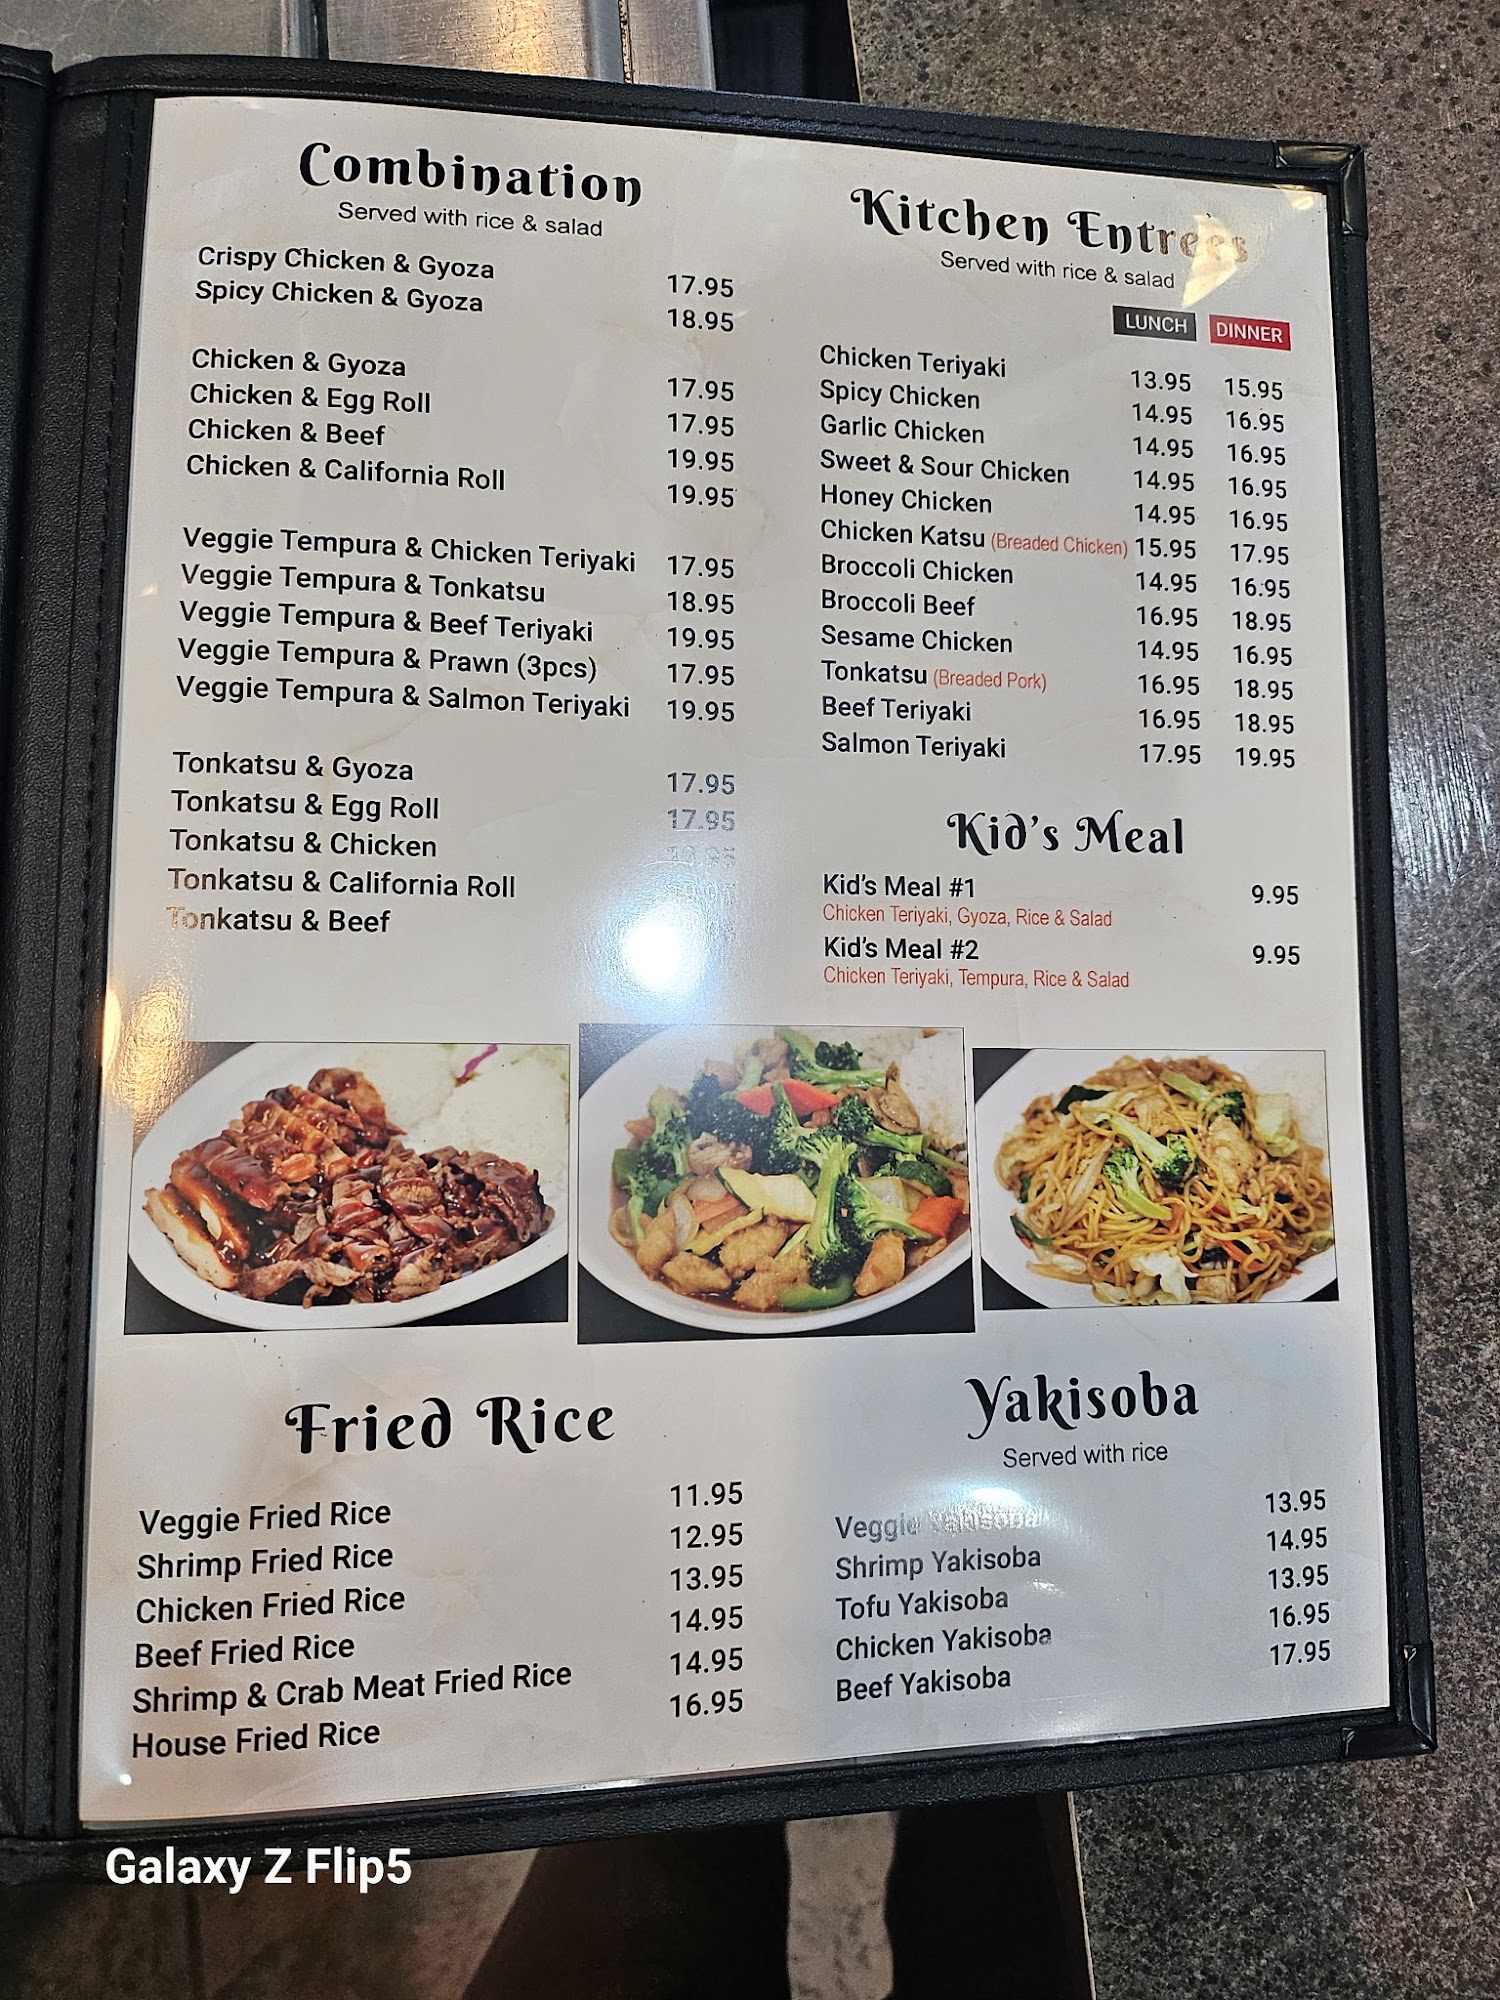 Combination
Served with rice & salad
Crispy Chicken & Gyoza 17.95
Spicy Chicken & Gyoza 18.95
Chicken & Gyoza 17.95
Chicken & Egg Roll 17.95
Chicken & Beef 19.95
Chicken & California Roll 19.95
Veggie Tempura & Chicken Teriyaki 17.95
Veggie Tempura & Tonkatsu 18.95
Veggie Tempura & Beef Teriyaki 19.95
Veggie Tempura & Prawn (3pcs) 17.95
Veggie Tempura & Salmon Teriyaki 19.95
Tonkatsu & Gyoza 17.95
Tonkatsu & Egg Roll 17.95
Tonkatsu & Chicken
Tonkatsu & California Roll
Tonkatsu & Beef
Kitchen Entrees
Served with rice & salad
LUNCH DINNER
Chicken Teriyaki 13.95 15.95
Spicy Chicken 14.95 16.95
Garlic Chicken 14.95 16.95
Sweet & Sour Chicken 14.95 16.95
Honey Chicken 14.95 16.95
Chicken Katsu (Breaded Chicken) 15.95 17.95
Broccoli Chicken 14.95 16.95
Broccoli Beef 16.95 18.95
Sesame Chicken 14.95 16.95
Tonkatsu (Breaded Pork) 16.95 18.95
Beef Teriyaki 16.95 18.95
Salmon Teriyaki 17.95 19.95
Kid's Meal
Kid's Meal #1 9.95
Chicken Teriyaki, Gyoza, Rice & Salad
Kid's Meal #2 9.95
Chicken Teriyaki, Tempura, Rice & Salad
Fried Rice
Veggie Fried Rice 11.95
Shrimp Fried Rice 12.95
Chicken Fried Rice 13.95
Beef Fried Rice 14.95
Shrimp & Crab Meat Fried Rice 14.95
House Fried Rice 16.95
Yakisoba
Served with rice
Veggie Yakisoba 13.95
Shrimp Yakisoba 14.95
Tofu Yakisoba 13.95
Chicken Yakisoba 16.95
Beef Yakisoba 17.95
Galaxy Z Flip5